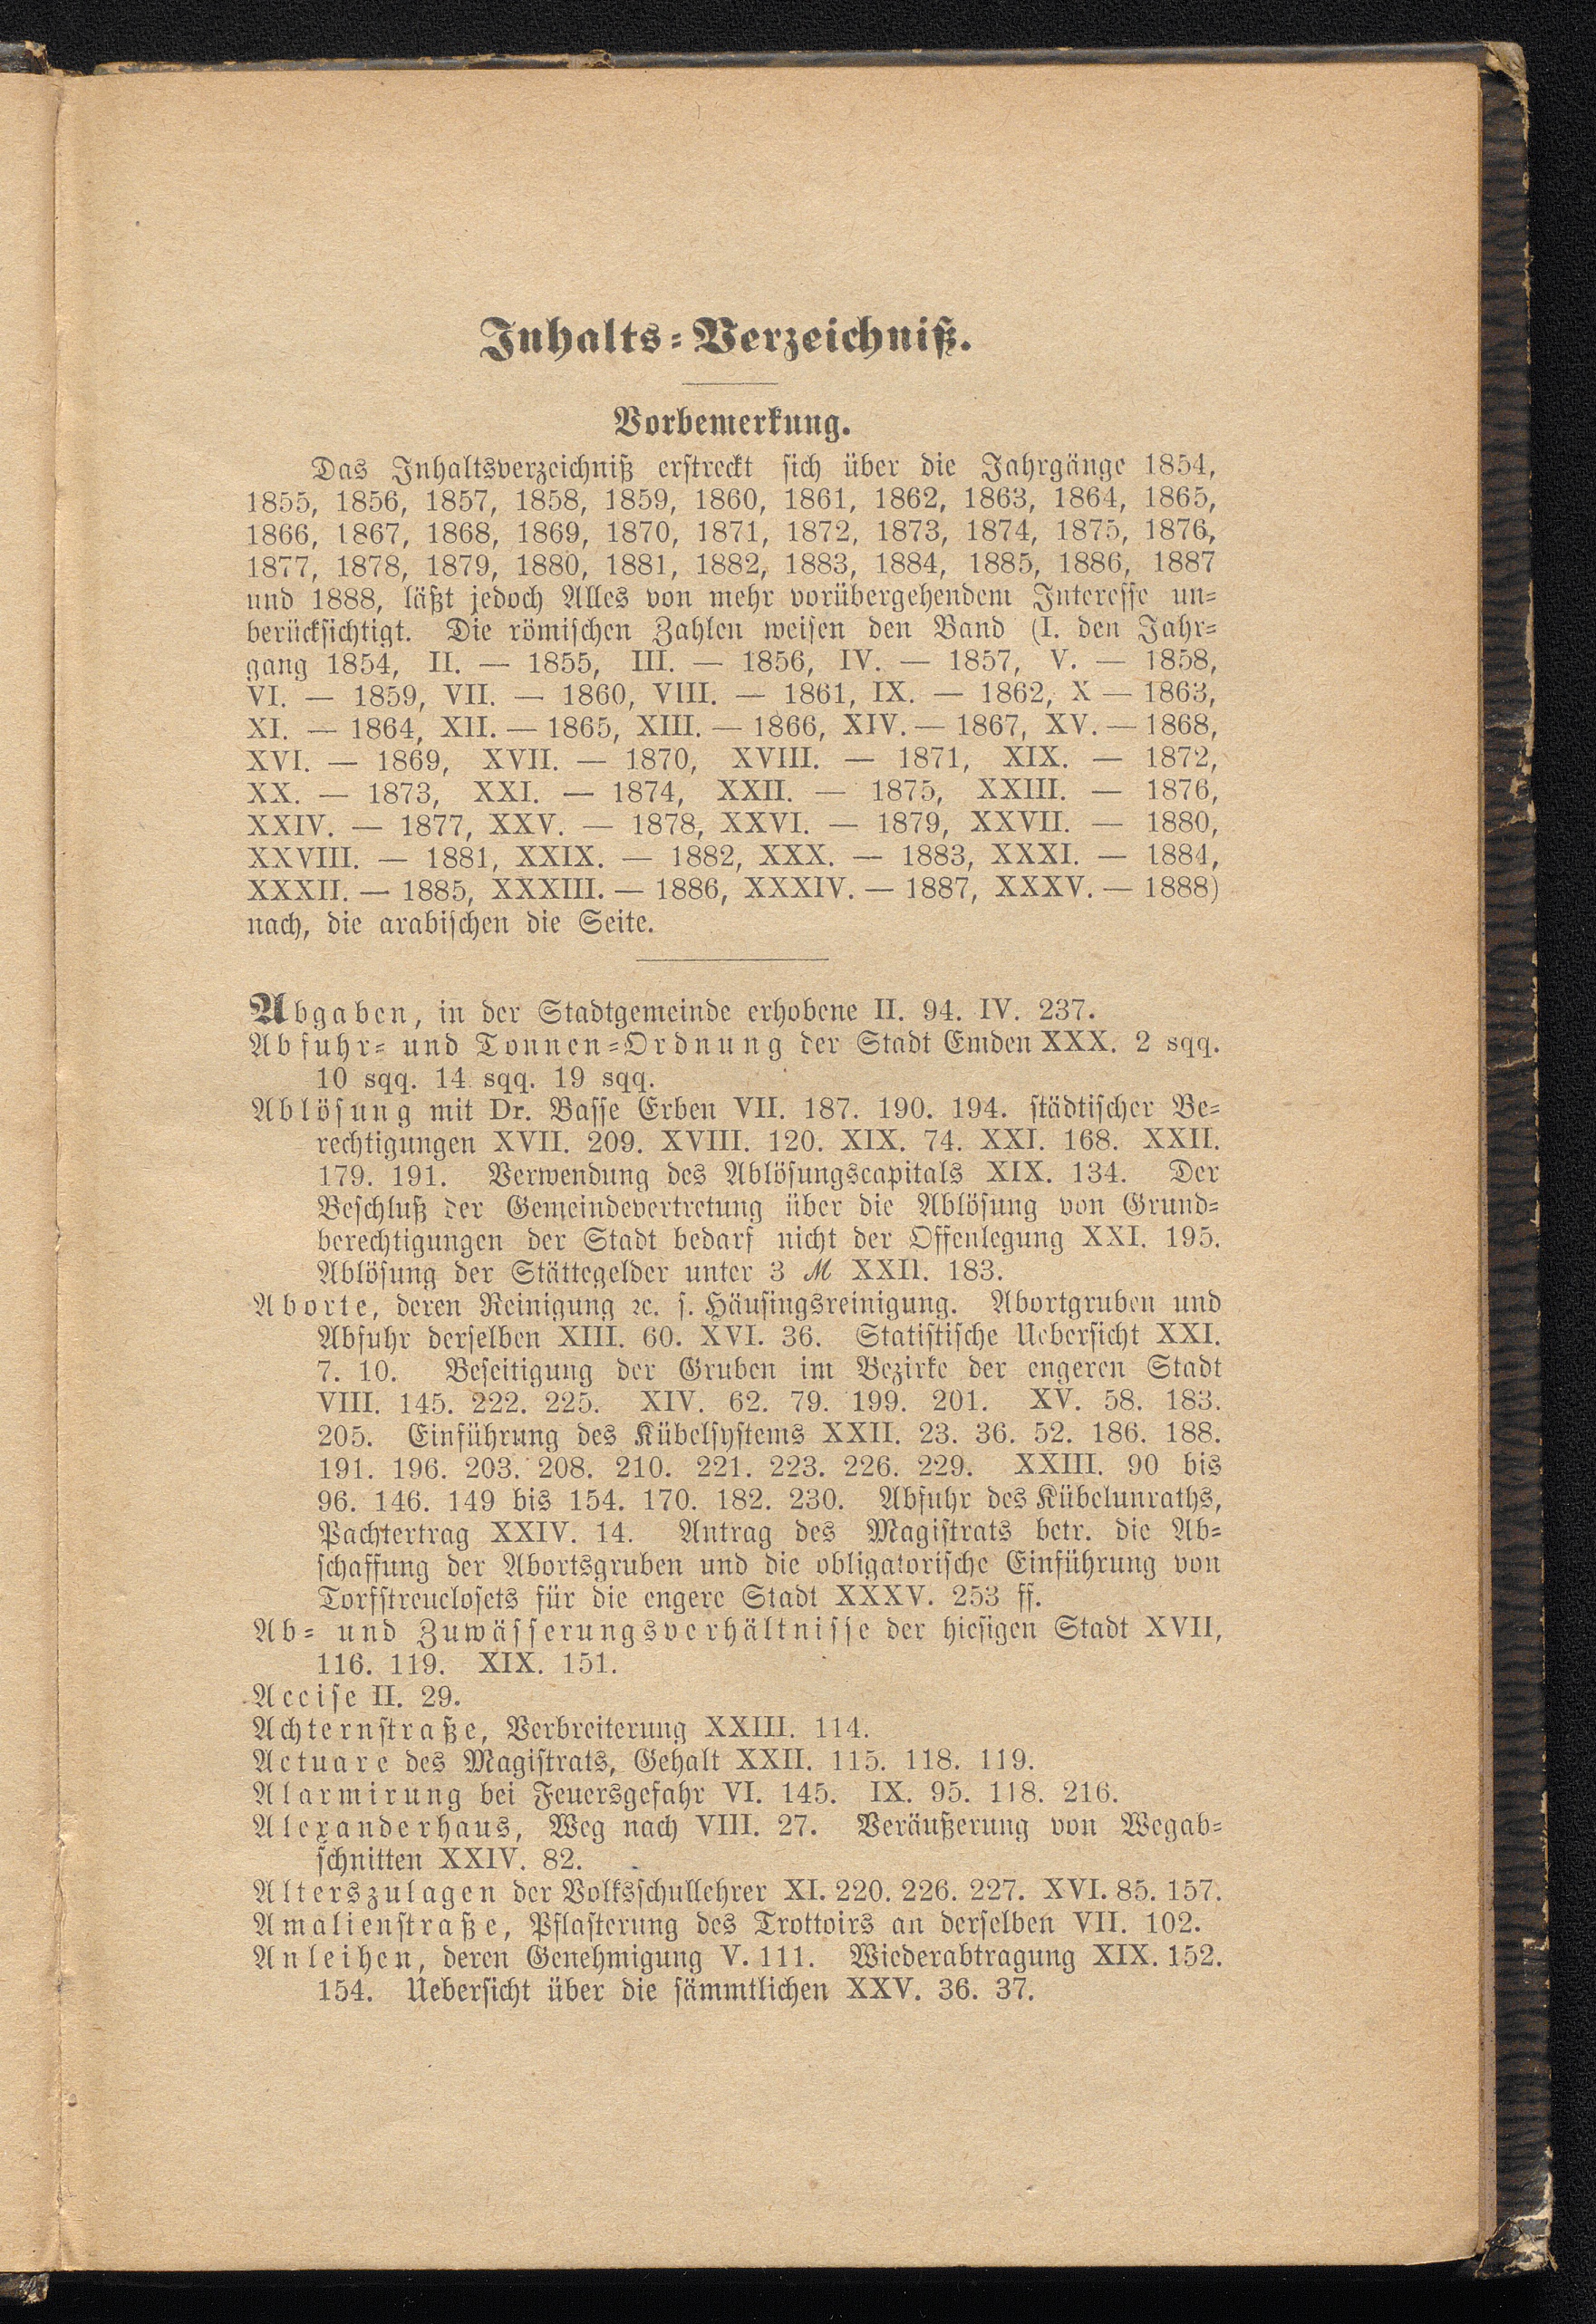 Inhalts-Verzeichniß.
Vorbemerkung.
Das Inhaltsverzeichniß erstreckt sich über die Jahrgänge 1854,
1855, 1856, 1857, 1858, 1859, 1860, 1861, 1862, 1863, 1864, 1865,
1866, 1867, 1868, 1869, 1870, 1871, 1872, 1873, 1874, 1875, 1876,
1877, 1878, 1879, 1880, 1881, 1882, 1883, 1884, 1885, 1886, 1887
und 1888, läßt jedoch Alles von mehr vorübergehendem Interesse un-
berücksichtigt. Die römischen Zahlen weisen den Band (I. den Jahr-
gang 1854, II. — 1855, III. — 1856, IV. — 1857, V. — 1858,
VI. — 1859, VII. — 1860, VIII. — 1861, IX. — 1862, X — 1863,
XI. — 1864, XII. — 1865, XIII. — 1866, XIV. — 1867, XV. — 1868,
XVI. — 1869, XVII. — 1870, XVIII. — 1871, XIX. — 1872,
XX. — 1873, XXI. — 1874, XXII. — 1875, XXIII. — 1876,
XXIV. — 1877, XXV. — 1878, XXVI. — 1879, XXVII. — 1880,
XXVIII. — 1881, XXIX. — 1882, XXX. — 1883, XXXI. — 1884,
XXXII. — 1885, XXXIII. — 1886, XXXIV. — 1887, XXXV. — 1888)
nach, die arabischen die Seite.
Abgaben, in der Stadtgemeinde erhobene II. 94. IV. 237.
Abfuhr- und Tonnen-Ordnung der Stadt Emden XXX. 2 sqq.
10 sqq. 14 sqq. 19 sqq.
Ablösung mit Dr. Basse Erben VII. 187. 190. 194. städtischer Be-
rechtigungen XVII. 209. XVIII. 120. XIX. 74. XXI. 168. XXII.
179. 191. Verwendung des Ablösungscapitals XIX. 134. Der
Beschluß der Gemeindevertretung über die Ablösung von Grund-
berechtigungen der Stadt bedarf nicht der Offenlegung XXI. 195.
Ablösung der Stättegelder unter 3 ℳ XXII. 183.
Aborte, deren Reinigung ꝛc. s. Häusingsreinigung. Abortgruben und
Abfuhr derselben XIII. 60. XVI. 36. Statistische Uebersicht XXI.
7. 10. Beseitigung der Gruben im Bezirke der engeren Stadt
VIII. 145. 222. 225. XIV. 62. 79. 199. 201. XV. 58. 183.
205. Einführung des Kübelsystems XXII. 23. 36. 52. 186. 188.
191. 196. 203. 208. 210. 221. 223. 226. 229. XXIII. 90 bis
96. 146. 149 bis 154. 170. 182. 230. Abfuhr des Kübelunraths,
Pachtertrag XXIV. 14. Antrag des Magistrats betr. die Ab-
schaffung der Abortsgruben und die obligatorische Einführung von
Torfstreuclosets für die engere Stadt XXXV. 253 ff.
Ab- und Zuwässerungsverhältnisse der hiesigen Stadt XVII,
116. 119. XIX. 151.
Accise II. 29.
Achternstraße, Verbreiterung XXIII. 114.
Actuare des Magistrats, Gehalt XXII. 115. 118. 119.
Alarmirung bei Feuersgefahr VI. 145. IX. 95. 118. 216.
Alexanderhaus, Weg nach VIII. 27. Veräußerung von Wegab-
schnitten XXIV. 82.
Alterszulagen der Volksschullehrer XI. 220. 226. 227. XVI. 85. 157.
Amalienstraße, Pflasterung des Trottoirs an derselben VII. 102.
Anleihen, deren Genehmigung V. 111. Wiederabtragung XIX. 152.
154. Uebersicht über die sämmtlichen XXV. 36. 37.